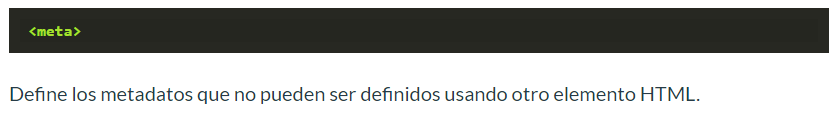 <meta>
Define los metadatos que no pueden ser definidos usando otro elemento HTML.